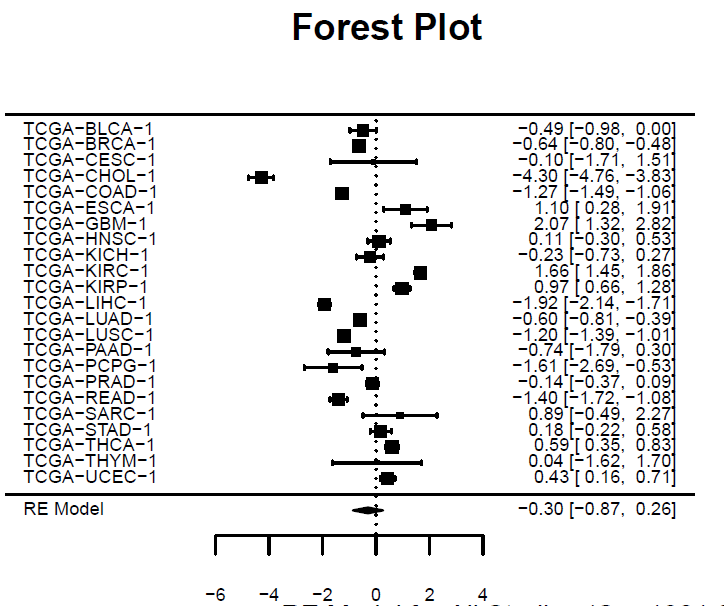 Forest Plot
TCGA−BLCA−1 −0.49 [−0.98, 0.00]
TCGA−BRCA−1 −0.64 [−0.80, −0.48]
TCGA−CESC−1 −0.10 [−1.71, 1.51]
TCGA−CHOL−1 −4.30 [−4.76, −3.83]
TCGA−COAD−1 −1.27 [−1.49, −1.06]
TCGA−ESCA−1 1.10 [ 0.28, 1.91]
TCGA−GBM−1 2.07 [ 1.32, 2.82]
TCGA−HNSC−1 0.11 [−0.30, 0.53]
TCGA−KICH−1 −0.23 [−0.73, 0.27]
TCGA−KIRC−1 1.66 [ 1.45, 1.86]
TCGA−KIRP−1 0.97 [ 0.66, 1.28]
TCGA−LIHC−1 −1.92 [−2.14, −1.71]
TCGA−LUAD−1 −0.60 [−0.81, −0.39]
TCGA−LUSC−1 −1.20 [−1.39, −1.01]
TCGA−PAAD−1 −0.74 [−1.79, 0.30]
TCGA−PCPG−1 −1.61 [−2.69, −0.53]
TCGA−PRAD−1 −0.14 [−0.37, 0.09]
TCGA−READ−1 −1.40 [−1.72, −1.08]
TCGA−SARC−1 0.89 [−0.49, 2.27]
TCGA−STAD−1 0.18 [−0.22, 0.58]
TCGA−THCA−1 0.59 [ 0.35, 0.83]
TCGA−THYM−1 0.04 [−1.62, 1.70]
TCGA−UCEC−1 0.43 [ 0.16, 0.71]
RE Model −0.30 [−0.87, 0.26]
−6 −4 −2 0 2 4